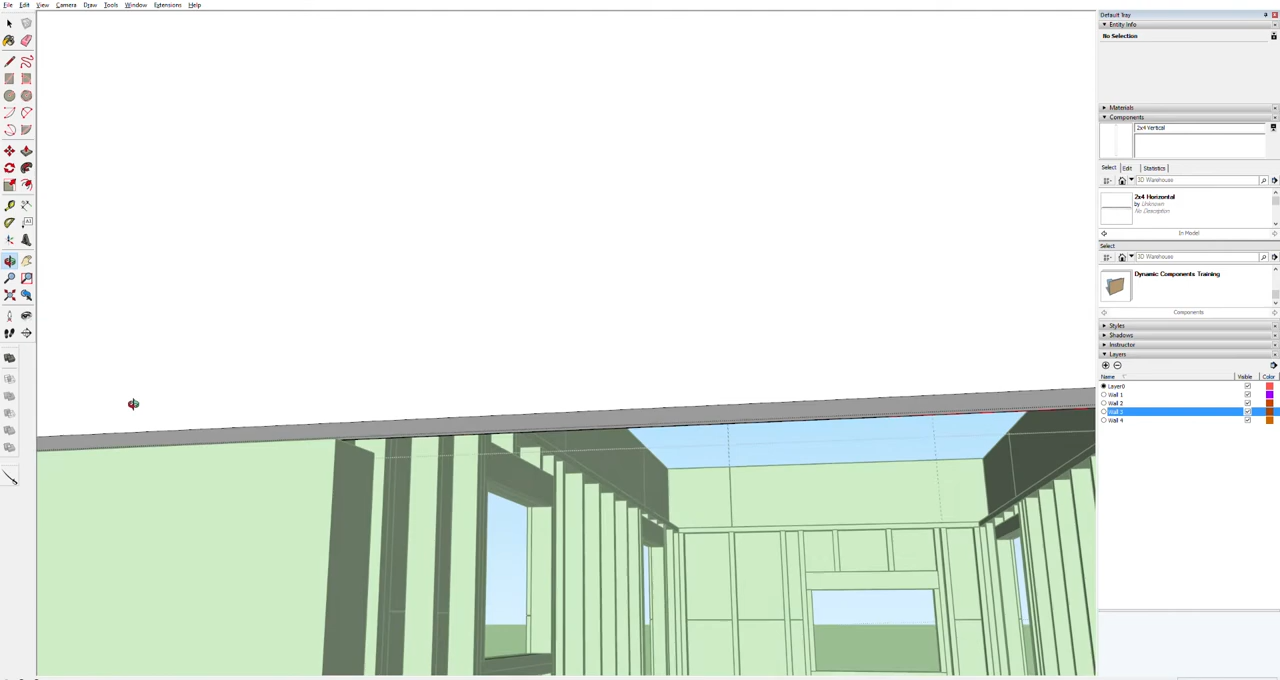 File Edit View Camera Draw Tools Window Extensions Help
Default Tray
Entity Info
No Selection
Materials
Components
2x4 Vertical
Select Edit Statistics
3D Warehouse
2x4 Horizontal
by Unknown
No Description
In Model
Select
3D Warehouse
Dynamic Components Training
Components
Styles
Shadows
Instructor
Layers
Name Visible Color
Layer0
Wall 1
Wall 2
Wall 3
Wall 4